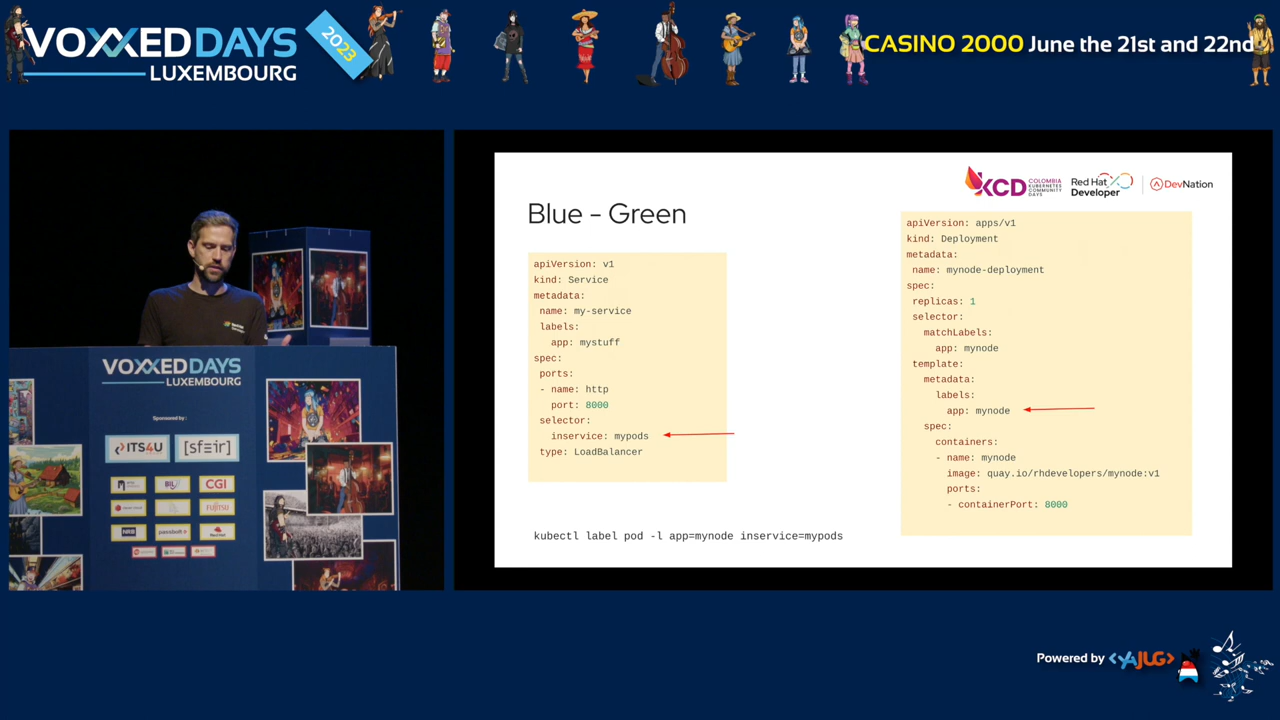 VOXXED DAYS
LUXEMBOURG
2023
CASINO 2000 June the 21st and 22nd
VOXXED DAYS
LUXEMBOURG
Sponsored by
ITS4U
[sfeir]
CGI
FUJITSU
NRB
paxabolt
KCD
COLOMBIA
KUBERNETES
COMMUNITY
DAYS
Red Hat
Developer
DevNation
Blue - Green
apiVersion: v1
kind: Service
metadata:
name: my-service
labels:
app: mystuff
spec:
ports:
- name: http
port: 8000
selector:
inservice: mypods
type: LoadBalancer
kubectl label pod -l app=mynode inservice=mypods
apiVersion: apps/v1
kind: Deployment
metadata:
name: mynode-deployment
spec:
replicas: 1
selector:
matchLabels:
app: mynode
template:
metadata:
labels:
app: mynode
spec:
containers:
- name: mynode
image: quay.io/rhdevelopers/mynode:v1
ports:
- containerPort: 8000
Powered by <YAJUG>